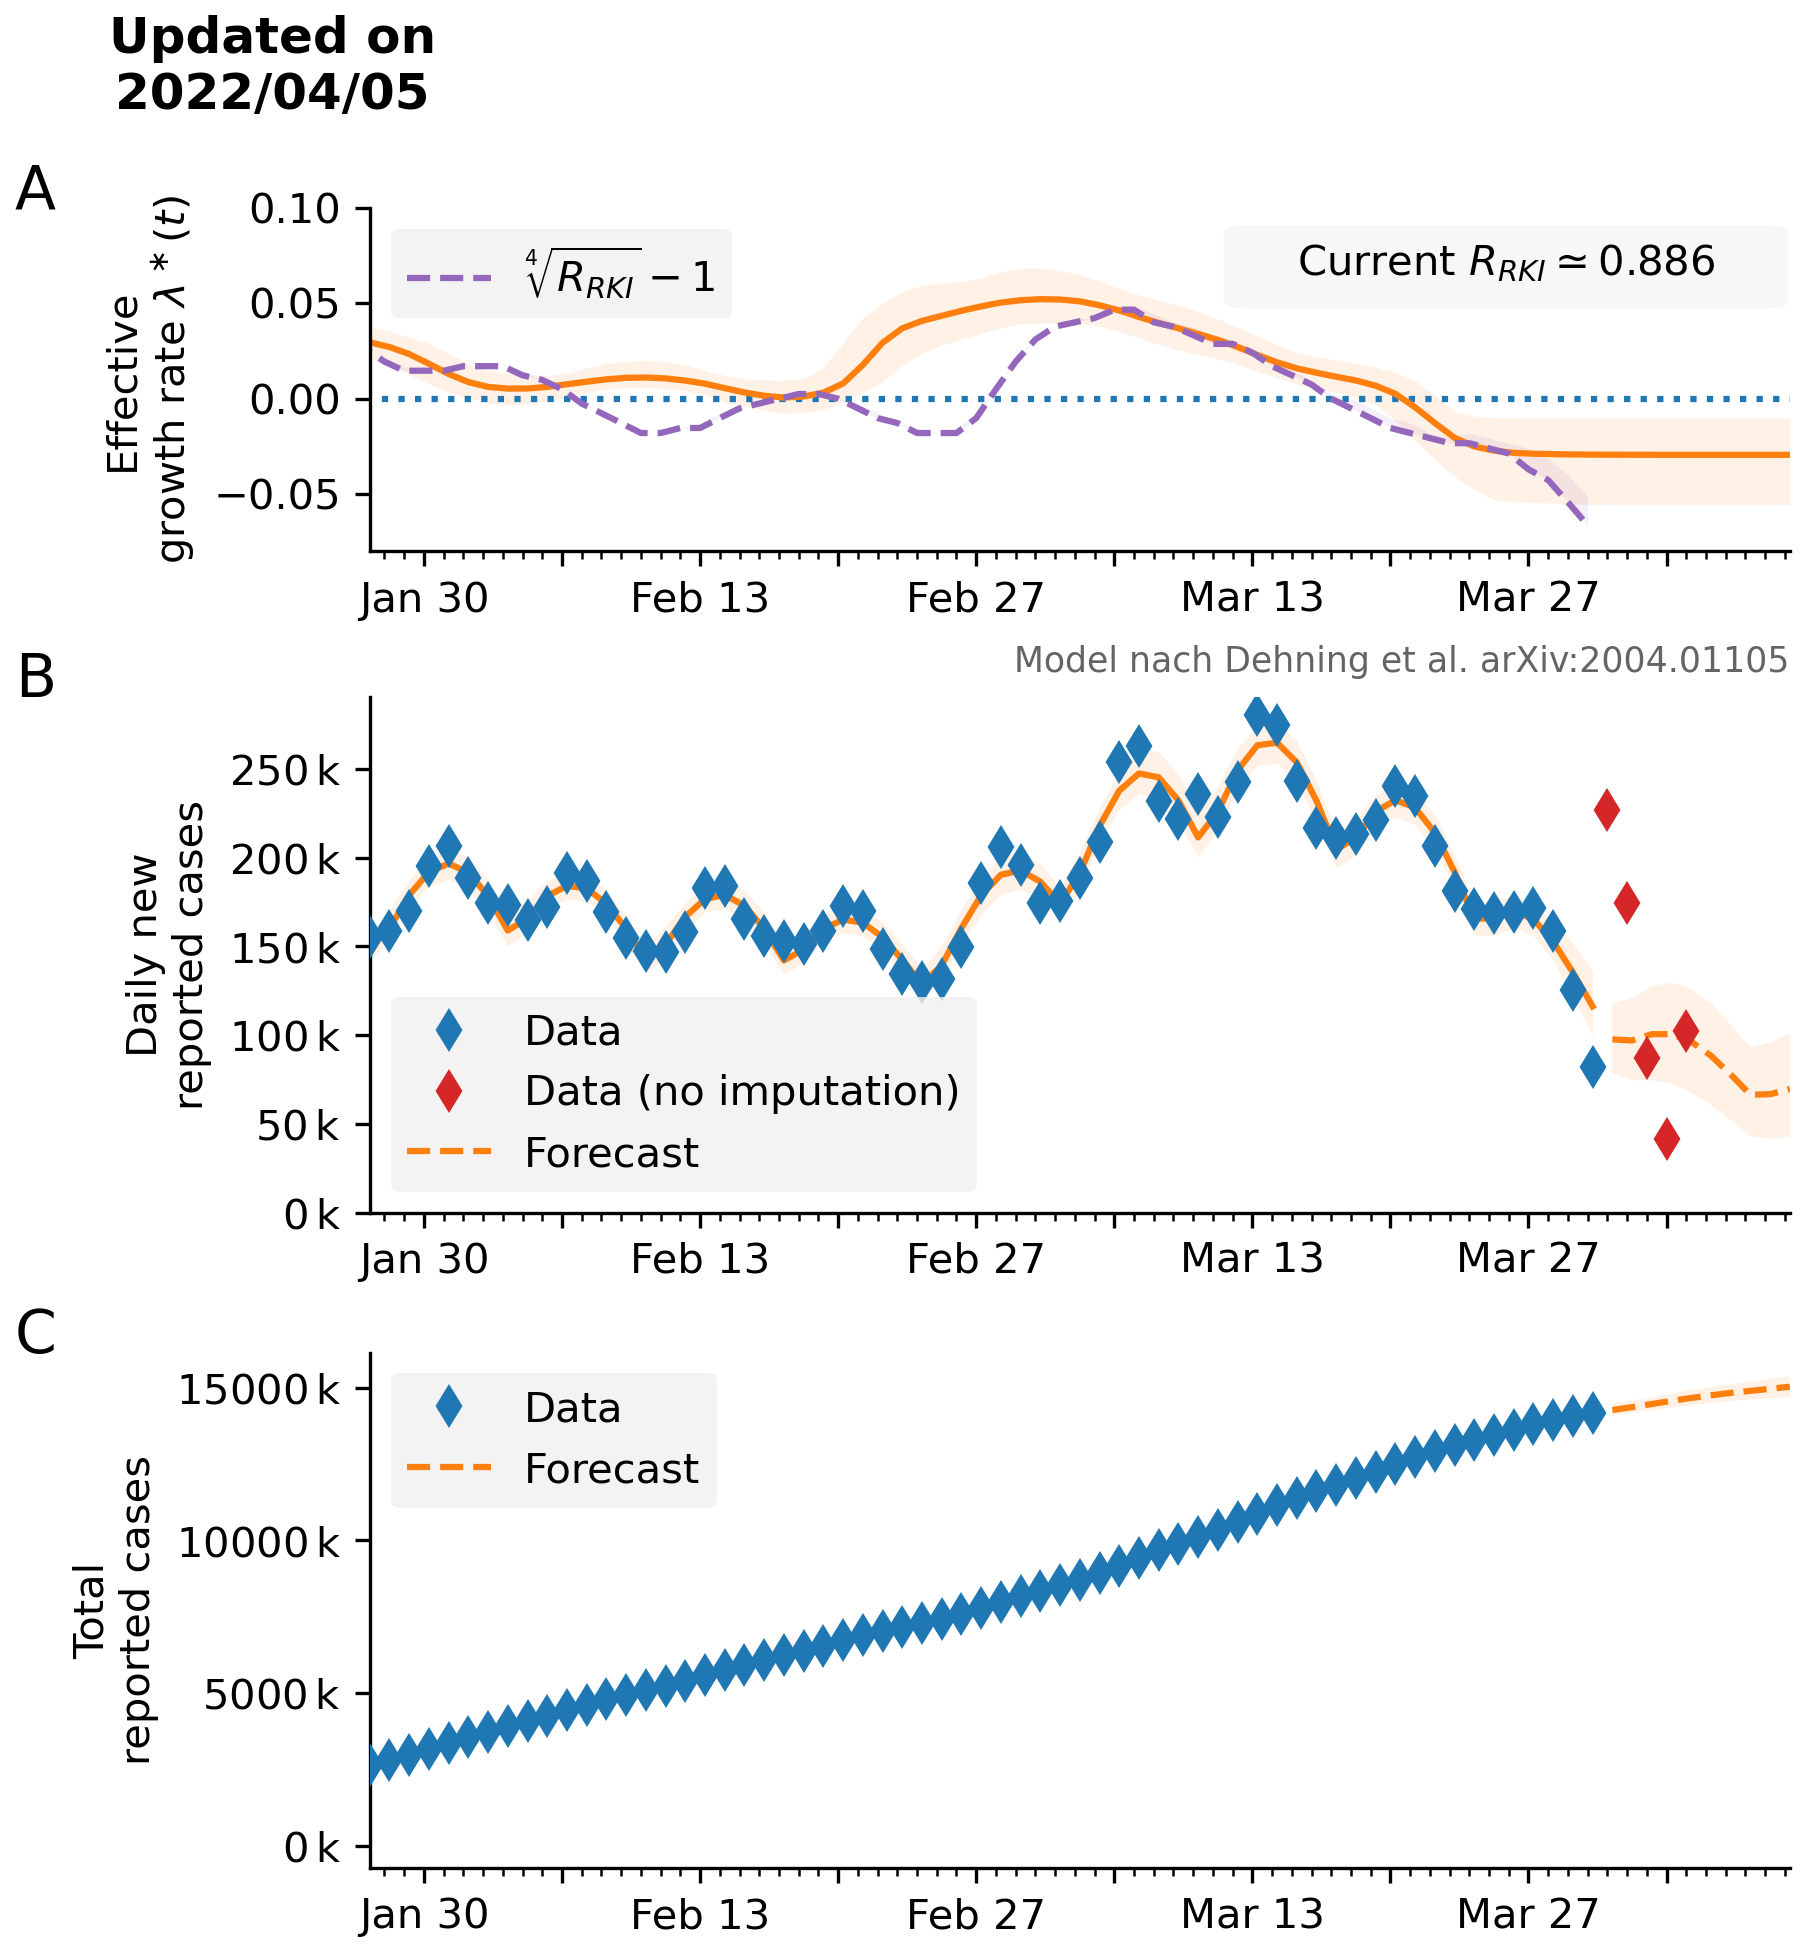 Updated on
2022/04/05
A
Effective
growth rate λ * (t)
0.10
0.05
0.00
−0.05
∜R_RKI − 1
Current R_RKI ≃ 0.886
Jan 30 Feb 13 Feb 27 Mar 13 Mar 27
Model nach Dehning et al. arXiv:2004.01105
B
Daily new
reported cases
250 k
200 k
150 k
100 k
50 k
0 k
Data
Data (no imputation)
Forecast
Jan 30 Feb 13 Feb 27 Mar 13 Mar 27
C
Total
reported cases
15000 k
10000 k
5000 k
0 k
Data
Forecast
Jan 30 Feb 13 Feb 27 Mar 13 Mar 27